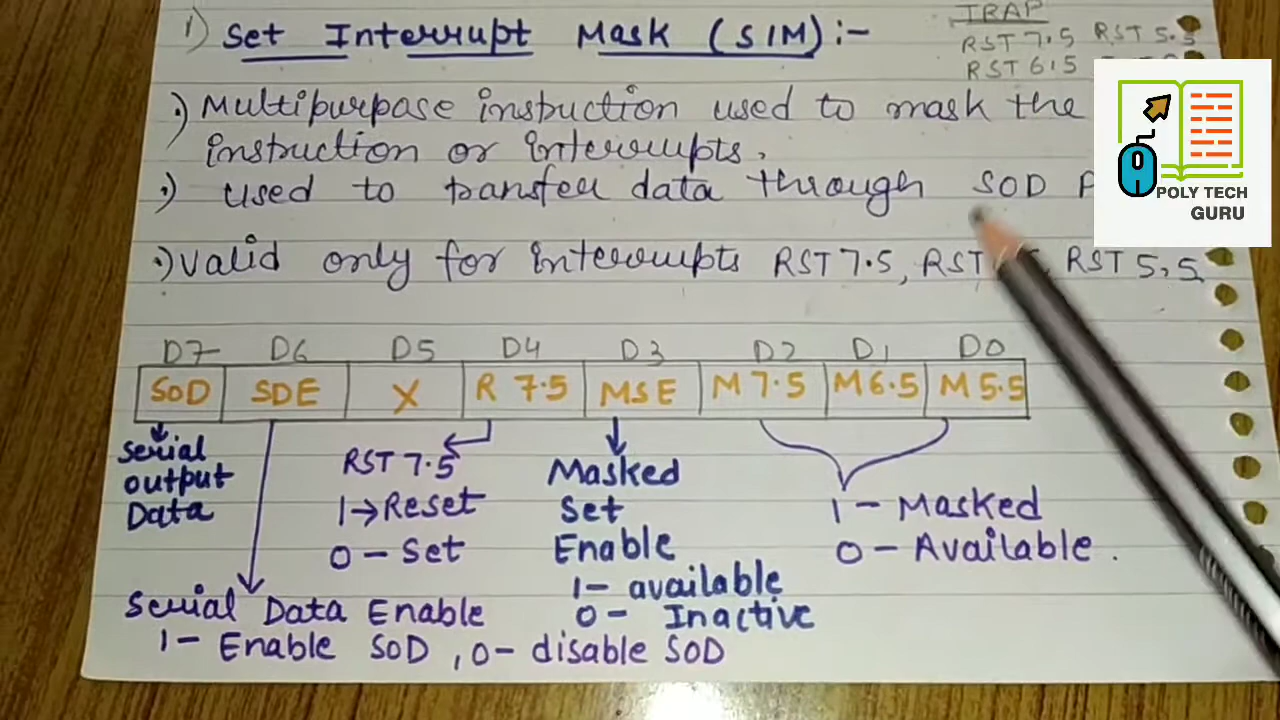 1) Set Interrupt Mask (SIM):-
TRAP
RST 7.5 RST 5.5
RST 6.5
POLY TECH
GURU
•) Multipurpase instruction used to mask the
instruction or interrupts.
•) used to transfer data through SOD P
•) valid only for interrupts RST 7.5, RST RST 5.5
D7 D6 D5 D4 D3 D2 D1 D0
SOD SDE X R 7.5 MSE M 7.5 M 6.5 M 5.5
Serial
output
Data
RST 7.5
1→Reset
0 - Set
Masked
Set
Enable
1- available
0- Inactive
1 - Masked
0 - Available.
Serial Data Enable
1- Enable SOD, 0- disable SOD